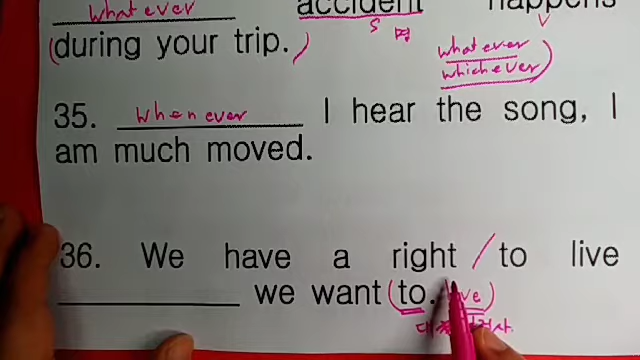 whatever accident happens
S
v
(during your trip.)
whatever
whichever
35. whenever I hear the song, I
am much moved.
36. We have a right / to live
we want (to. )